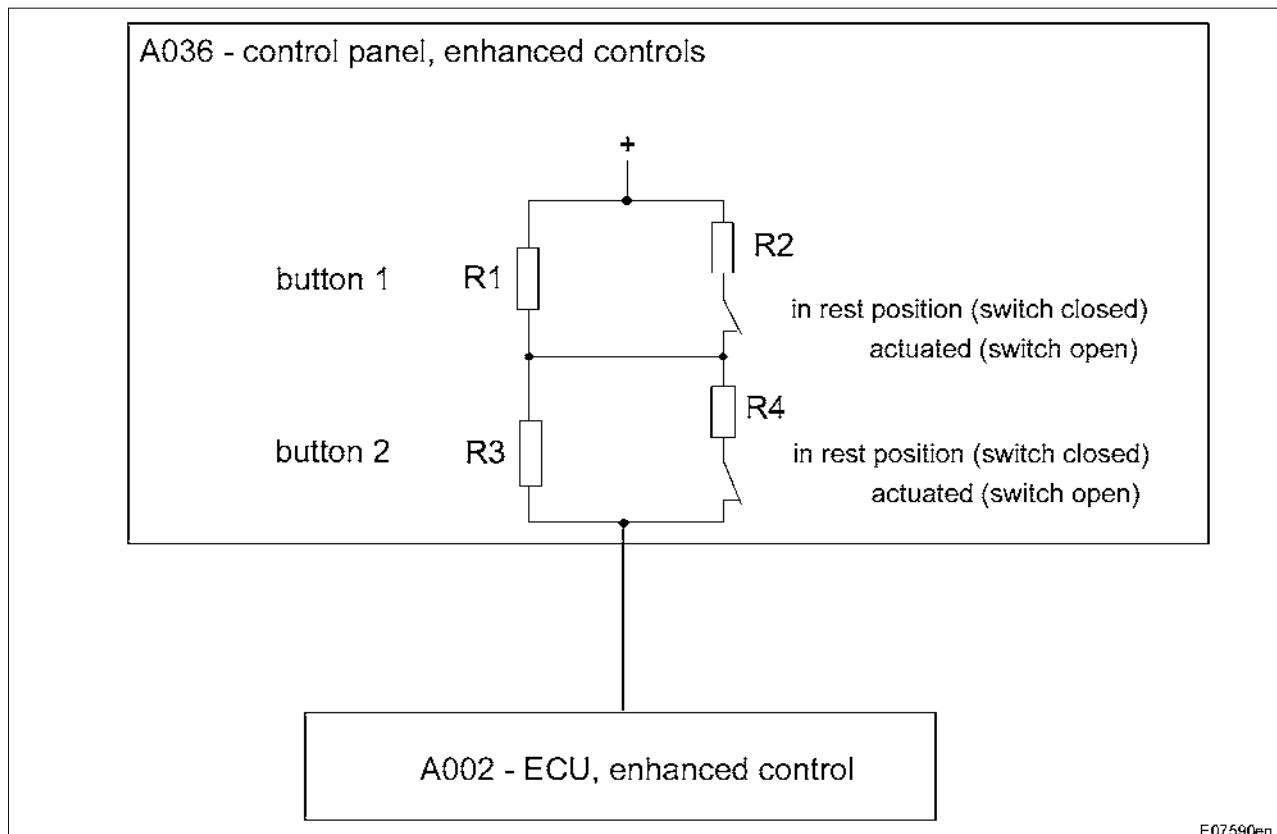 A036 - control panel, enhanced controls
+
R2
button 1
R1
in rest position (switch closed)
actuated (switch open)
R4
button 2
R3
in rest position (switch closed)
actuated (switch open)
A002 - ECU, enhanced control
E07590en